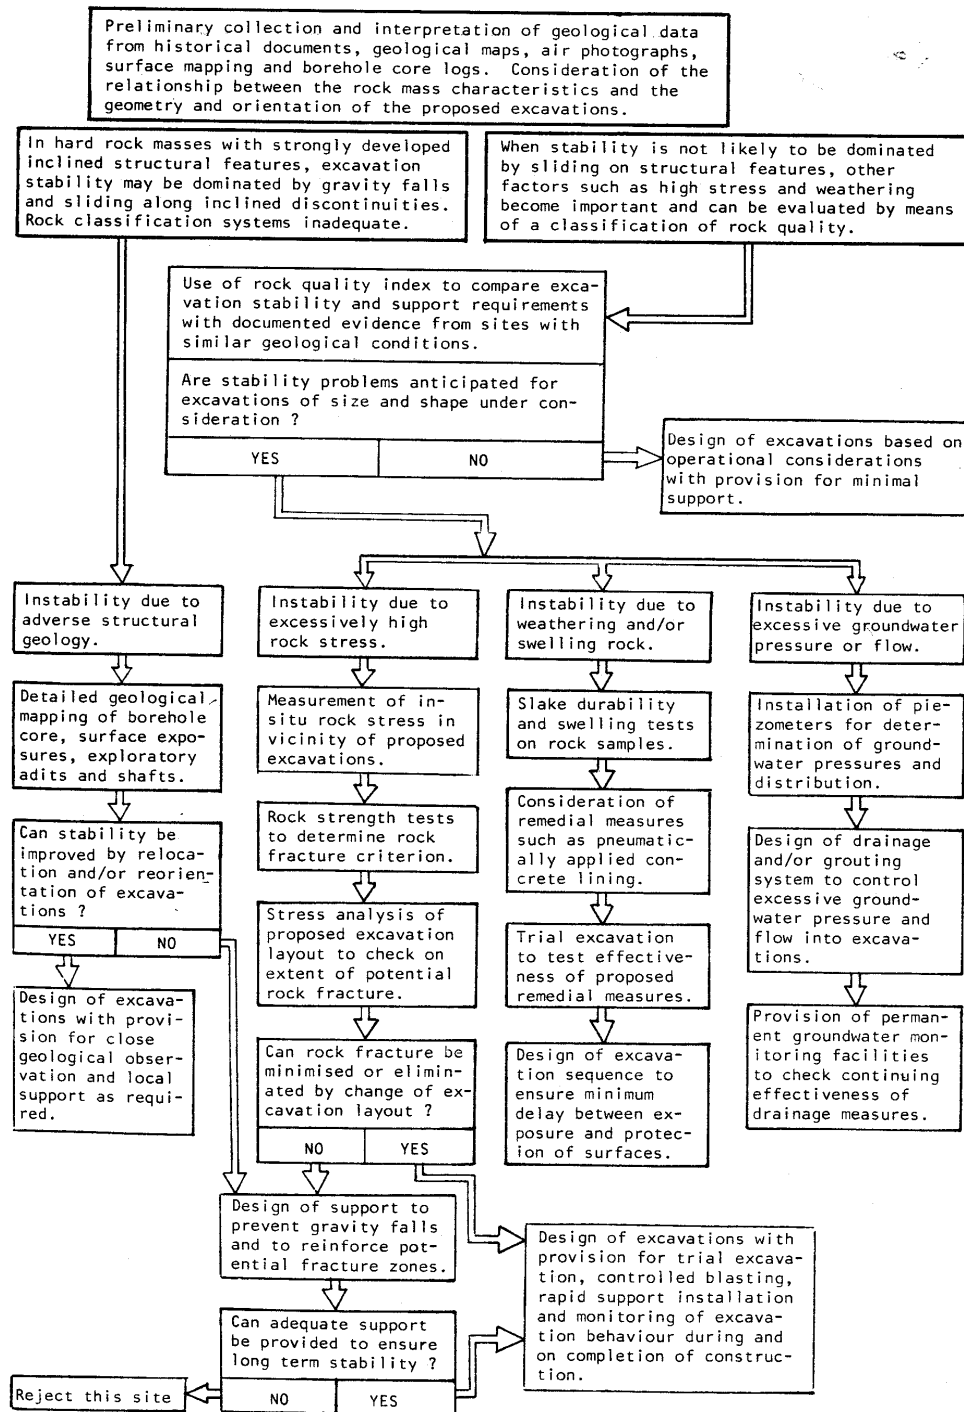 Preliminary collection and interpretation of geological data
from historical documents, geological maps, air photographs,
surface mapping and borehole core logs. Consideration of the
relationship between the rock mass characteristics and the
geometry and orientation of the proposed excavations.
In hard rock masses with strongly developed
inclined structural features, excavation
stability may be dominated by gravity falls
and sliding along inclined discontinuities.
Rock classification systems inadequate.
When stability is not likely to be dominated
by sliding on structural features, other
factors such as high stress and weathering
become important and can be evaluated by means
of a classification of rock quality.
Use of rock quality index to compare exca-
vation stability and support requirements
with documented evidence from sites with
similar geological conditions.
Are stability problems anticipated for
excavations of size and shape under con-
sideration ?
YES
NO
Design of excavations based on
operational considerations
with provision for minimal
support.
Instability due to
adverse structural
geology.
Detailed geological
mapping of borehole
core, surface expo-
sures, exploratory
adits and shafts.
Can stability be
improved by reloca-
tion and/or reorien-
tation of excava-
tions ?
YES
NO
Design of excava-
tions with provi-
sion for close
geological obser-
vation and local
support as requi-
red.
Instability due to
excessively high
rock stress.
Measurement of in-
situ rock stress in
vicinity of proposed
excavations.
Rock strength tests
to determine rock
fracture criterion.
Stress analysis of
proposed excavation
layout to check on
extent of potential
rock fracture.
Can rock fracture be
minimised or elimin-
ated by change of ex-
cavation layout ?
NO
YES
Instability due to
weathering and/or
swelling rock.
Slake durability
and swelling tests
on rock samples.
Consideration of
remedial measures
such as pneumatic-
ally applied con-
crete lining.
Trial excavation
to test effective-
ness of proposed
remedial measures.
Design of excava-
tion sequence to
ensure minimum
delay between ex-
posure and protec-
ion of surfaces.
Instability due to
excessive groundwater
pressure or flow.
Installation of pie-
zometers for deter-
mination of ground-
water pressures and
distribution.
Design of drainage
and/or grouting
system to control
excessive ground-
water pressure and
flow into excava-
tions.
Provision of perman-
ent groundwater mon-
itoring facilities
to check continuing
effectiveness of
drainage measures.
Design of support to
prevent gravity falls
and to reinforce pot-
ential fracture zones.
Can adequate support
be provided to ensure
long term stability ?
NO
YES
Design of excavations with
provision for trial excava-
tion, controlled blasting,
rapid support installation
and monitoring of excava-
tion behaviour during and
on completion of construc-
tion.
Reject this site